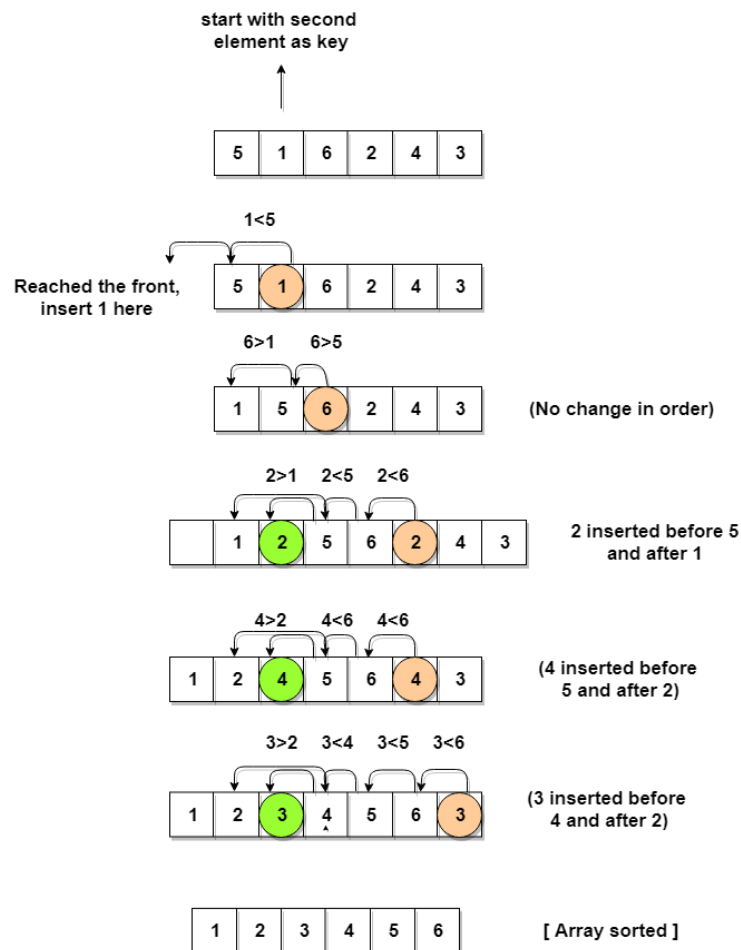 start with second
element as key
5 1 6 2 4 3
1<5
5 1 6 2 4 3
Reached the front,
insert 1 here
6>1 6>5
1 5 6 2 4 3
(No change in order)
2>1 2<5 2<6
1 2 5 6 2 4 3
2 inserted before 5
and after 1
4>2 4<6 4<6
1 2 4 5 6 4 3
(4 inserted before
5 and after 2)
3>2 3<4 3<5 3<6
1 2 3 4 5 6 3
(3 inserted before
4 and after 2)
1 2 3 4 5 6
[ Array sorted ]